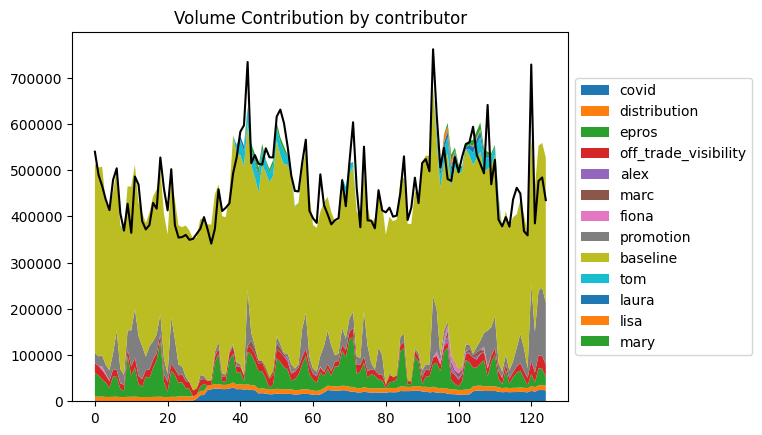 Volume Contribution by contributor
700000
600000
500000
400000
300000
200000
100000
0
0 20 40 60 80 100 120
covid
distribution
epros
off_trade_visibility
alex
marc
fiona
promotion
baseline
tom
laura
lisa
mary